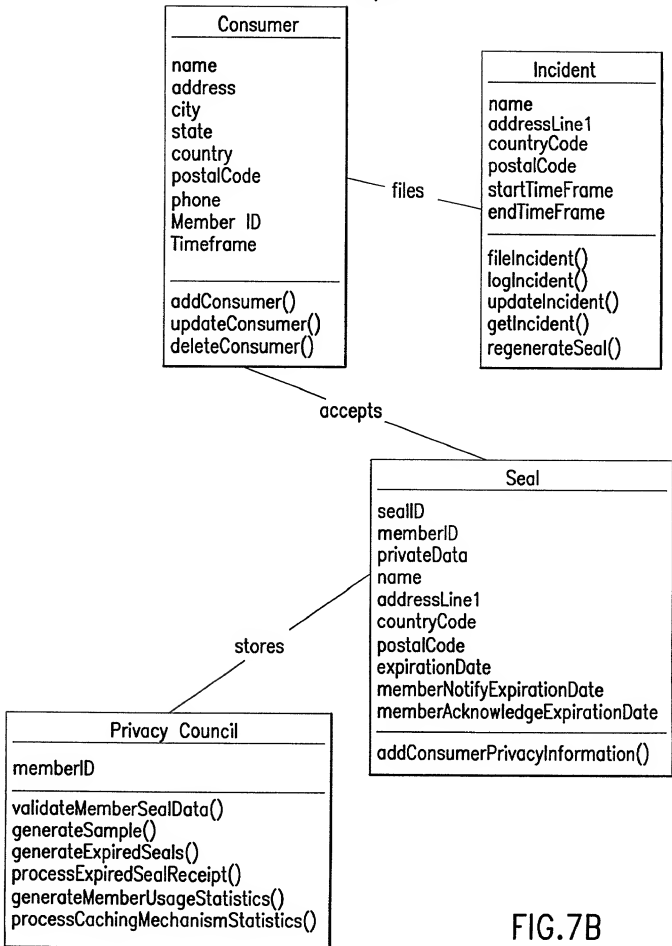 Consumer
name
address
city
state
country
postalCode
phone
Member ID
Timeframe
addConsumer()
updateConsumer()
deleteConsumer()
files
Incident
name
addressLine1
countryCode
postalCode
startTimeFrame
endTimeFrame
fileIncident()
logIncident()
updateIncident()
getIncident()
regenerateSeal()
accepts
Seal
sealID
memberID
privateData
name
addressLine1
countryCode
postalCode
expirationDate
memberNotifyExpirationDate
memberAcknowledgeExpirationDate
addConsumerPrivacyInformation()
stores
Privacy Council
memberID
validateMemberSealData()
generateSample()
generateExpiredSeals()
processExpiredSealReceipt()
generateMemberUsageStatistics()
processCachingMechanismStatistics()
FIG.7B